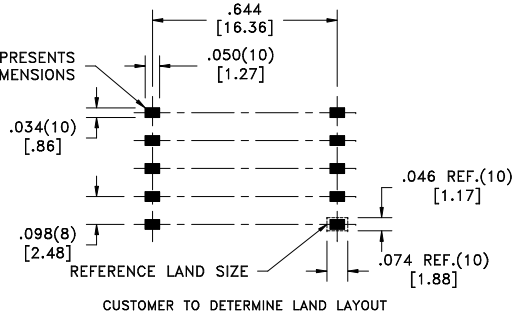 .644
[16.36]
PRESENTS
MENSIONS
.050(10)
[1.27]
.034(10)
[.86]
.046 REF.(10)
[1.17]
.098(8)
[2.48]
REFERENCE LAND SIZE
.074 REF.(10)
[1.88]
CUSTOMER TO DETERMINE LAND LAYOUT